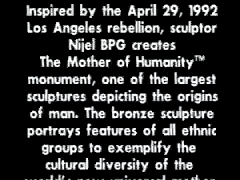 Inspired by the April 29, 1992
Los Angeles rebellion, sculptor
Nijel BPG creates
The Mother of Humanity™
monument, one of the largest
sculptures depicting the origins
of man. The bronze sculpture
portrays features of all ethnic
groups to exemplify the
cultural diversity of the